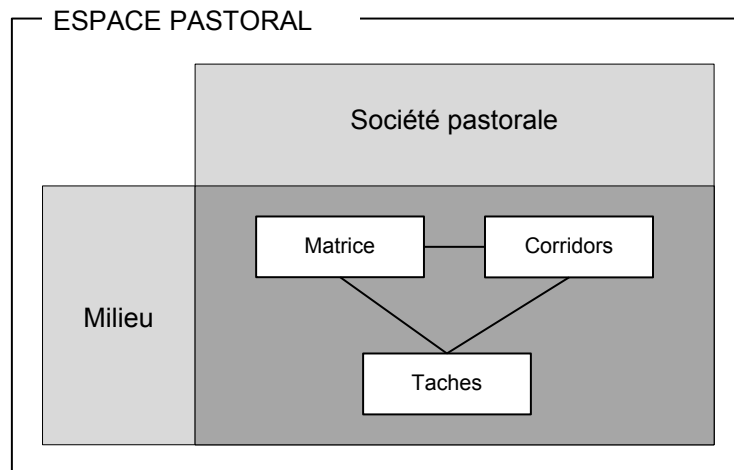 ESPACE PASTORAL
Société pastorale
Matrice
Corridors
Milieu
Taches